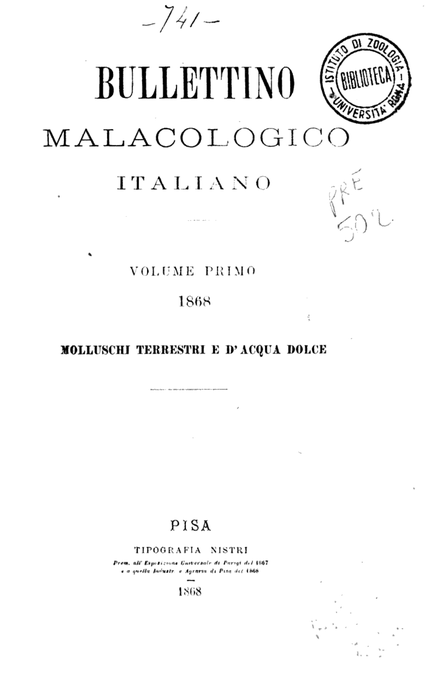 -741-
BULLETTINO
MALACOLOGICO
ITALIANO
ISTITUTO DI ZOOLOGIA
BIBLIOTECA
UNIVERSITÀ ROMA
PRE
502
VOLUME PRIMO
1868
MOLLUSCHI TERRESTRI E D'ACQUA DOLCE
PISA
TIPOGRAFIA NISTRI
Prem. all' Esposizione Universale di Parigi del 1867
e a quella Industr. e Agraria di Pisa del 1868
1868